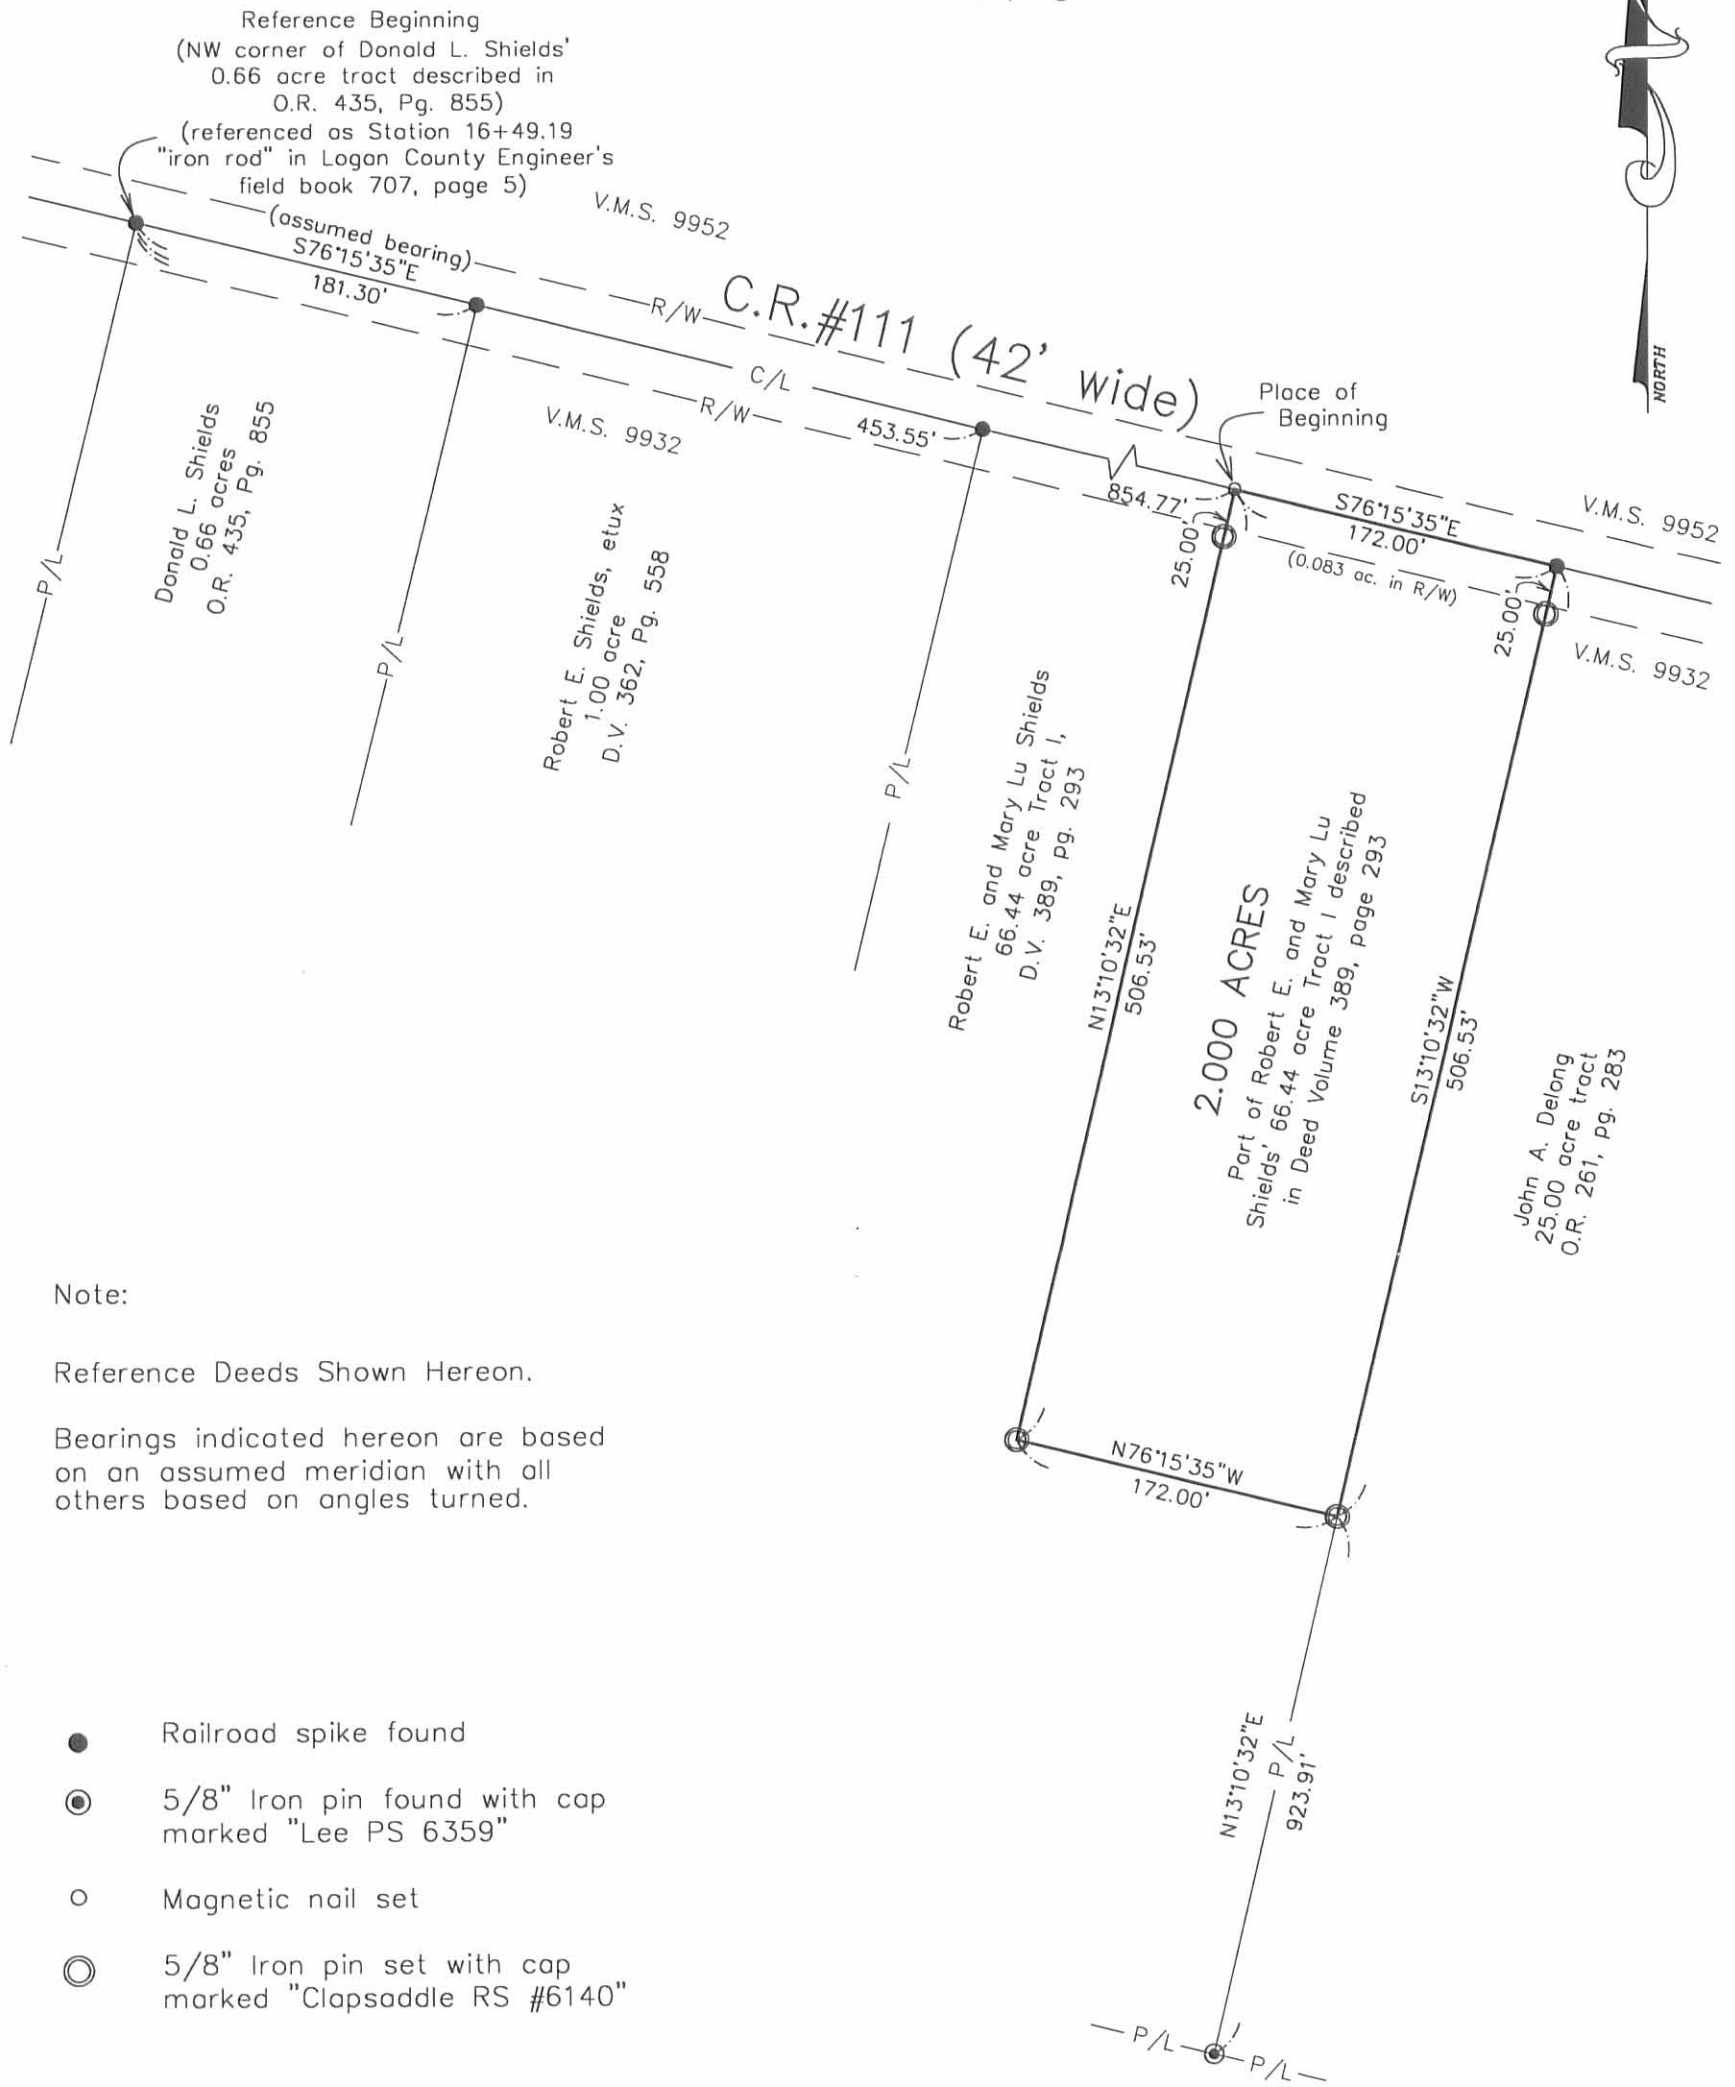 Reference Beginning
(NW corner of Donald L. Shields'
0.66 acre tract described in
O.R. 435, Pg. 855)
(referenced as Station 16+49.19
"iron rod" in Logan County Engineer's
field book 707, page 5)
NORTH
V.M.S. 9952
(assumed bearing)
S76°15'35"E
181.30'
R/W
C.R.#111 (42' wide)
C/L
R/W
V.M.S. 9932
453.55'
Place of
Beginning
854.77'
25.00'
S76°15'35"E
172.00'
(0.083 ac. in R/W)
25.00'
V.M.S. 9952
V.M.S. 9932
P/L
Donald L. Shields
0.66 acres
O.R. 435, Pg. 855
P/L
Robert E. Shields, etux
1.00 acre
D.V. 362, Pg. 558
P/L
Robert E. and Mary Lu Shields
66.44 acre Tract I,
D.V. 389, pg. 293
N13°10'32"E
506.53'
2.000 ACRES
Part of Robert E. and Mary Lu
Shields' 66.44 acre Tract I described
in Deed Volume 389, page 293
S13°10'32"W
506.53'
John A. Delong
25.00 acre tract
O.R. 261, pg. 283
N76°15'35"W
172.00'
N13°10'32"E
P/L
923.91'
P/L
P/L
Note:
Reference Deeds Shown Hereon.
Bearings indicated hereon are based
on an assumed meridian with all
others based on angles turned.
Railroad spike found
5/8" Iron pin found with cap
marked "Lee PS 6359"
Magnetic nail set
5/8" Iron pin set with cap
marked "Clapsaddle RS #6140"